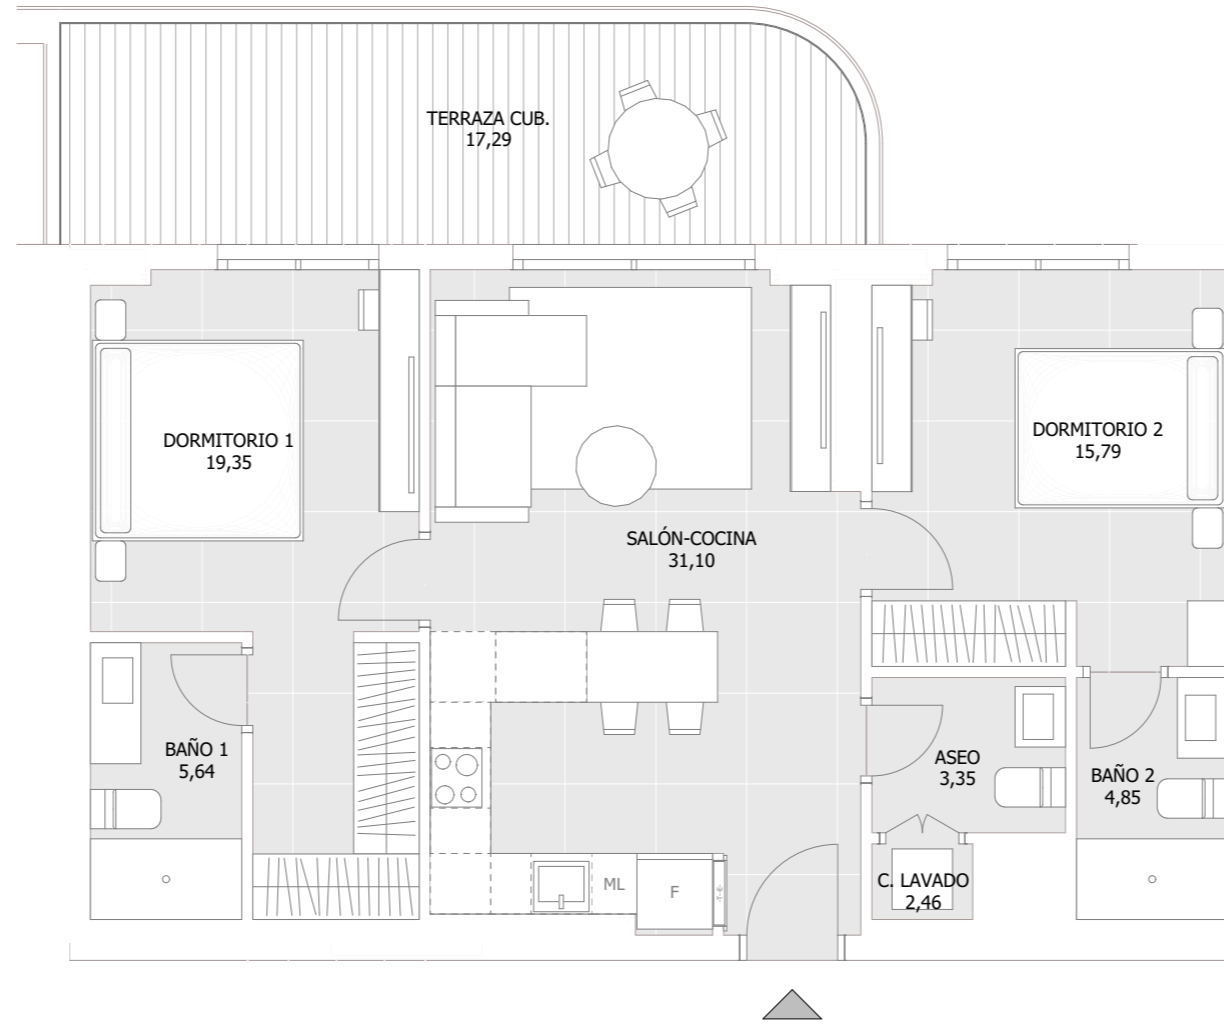 TERRAZA CUB.
17,29
DORMITORIO 1
19,35
DORMITORIO 2
15,79
SALÓN-COCINA
31,10
BAÑO 1
5,64
ASEO
3,35
BAÑO 2
4,85
C. LAVADO
2,46
ML
F